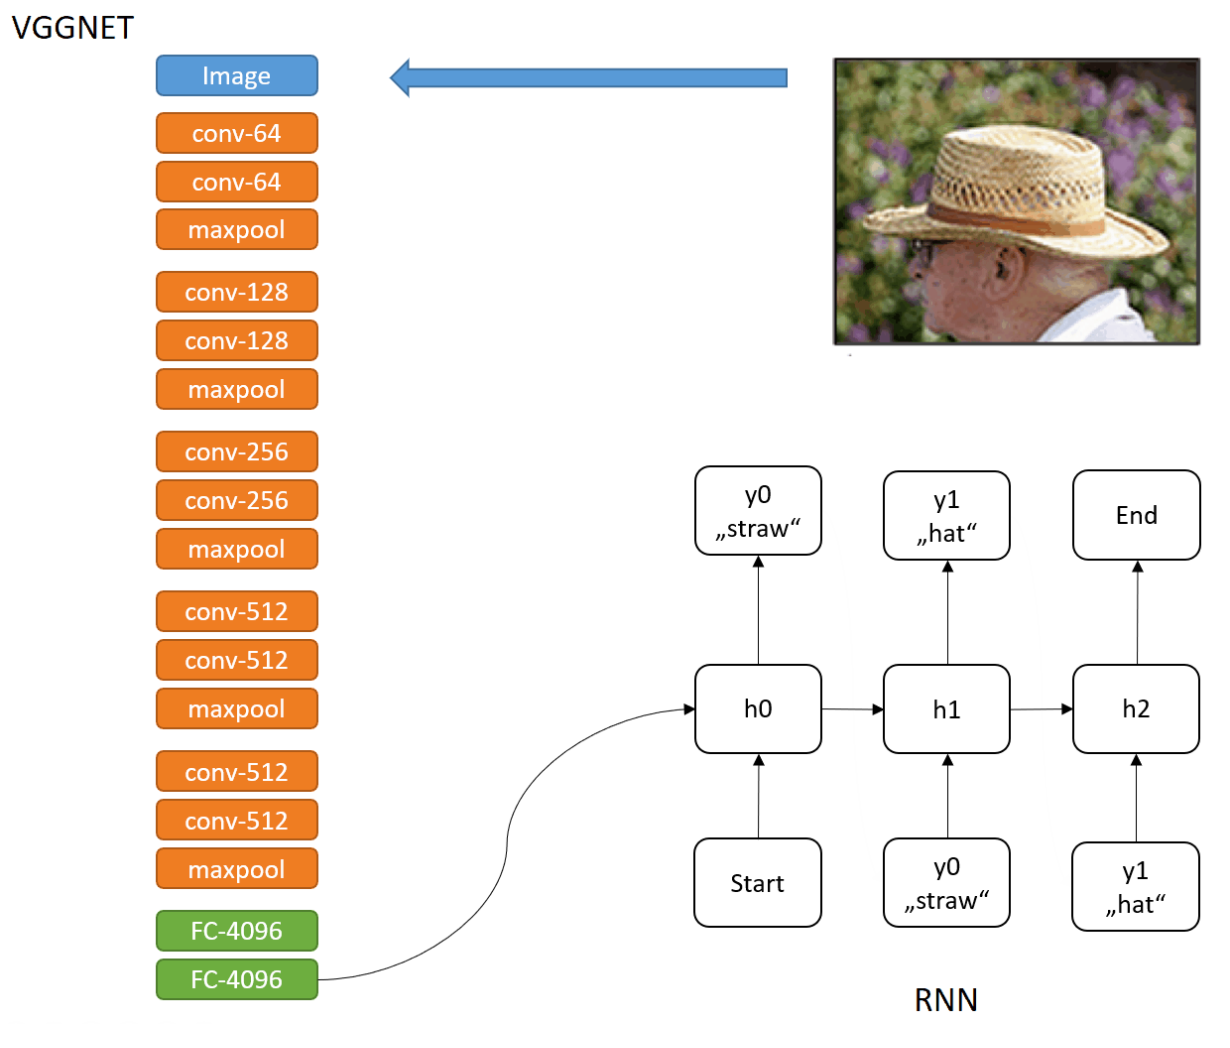 VGGNET
Image
conv-64
conv-64
maxpool
conv-128
conv-128
maxpool
conv-256
conv-256
maxpool
conv-512
conv-512
maxpool
conv-512
conv-512
maxpool
FC-4096
FC-4096
y0
„straw“
y1
„hat“
End
h0
h1
h2
Start
y0
„straw“
y1
„hat“
RNN